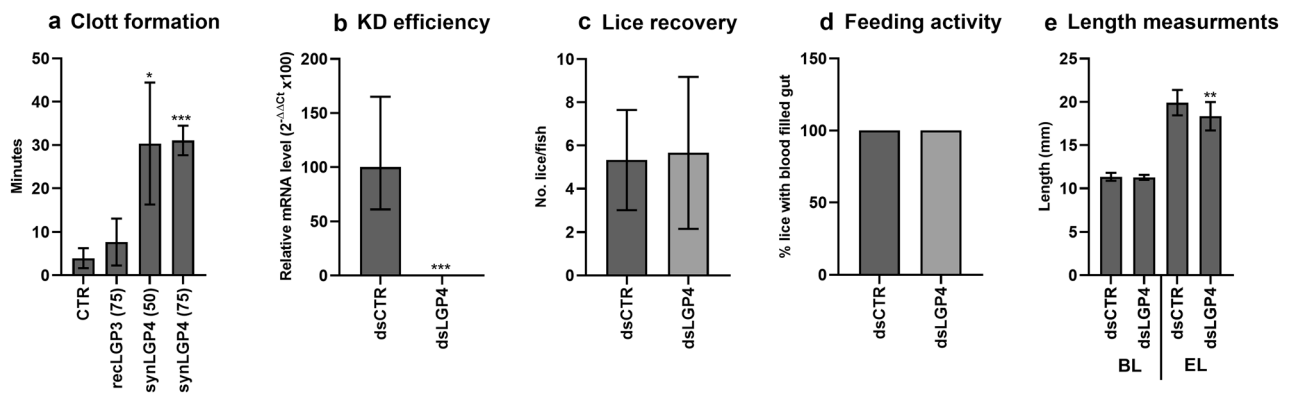 a Clott formation
Minutes
50
40
30
20
10
0
*
***
CTR
recLGP3 (75)
synLGP4 (50)
synLGP4 (75)
b KD efficiency
Relative mRNA level (2^-ΔΔCt x100)
200
150
100
50
0
***
dsCTR
dsLGP4
c Lice recovery
No. lice/fish
10
8
6
4
2
0
dsCTR
dsLGP4
d Feeding activity
% lice with blood filled gut
150
100
50
0
dsCTR
dsLGP4
e Length measurments
Length (mm)
25
20
15
10
5
0
**
dsCTR
dsLGP4
dsCTR
dsLGP4
BL
EL